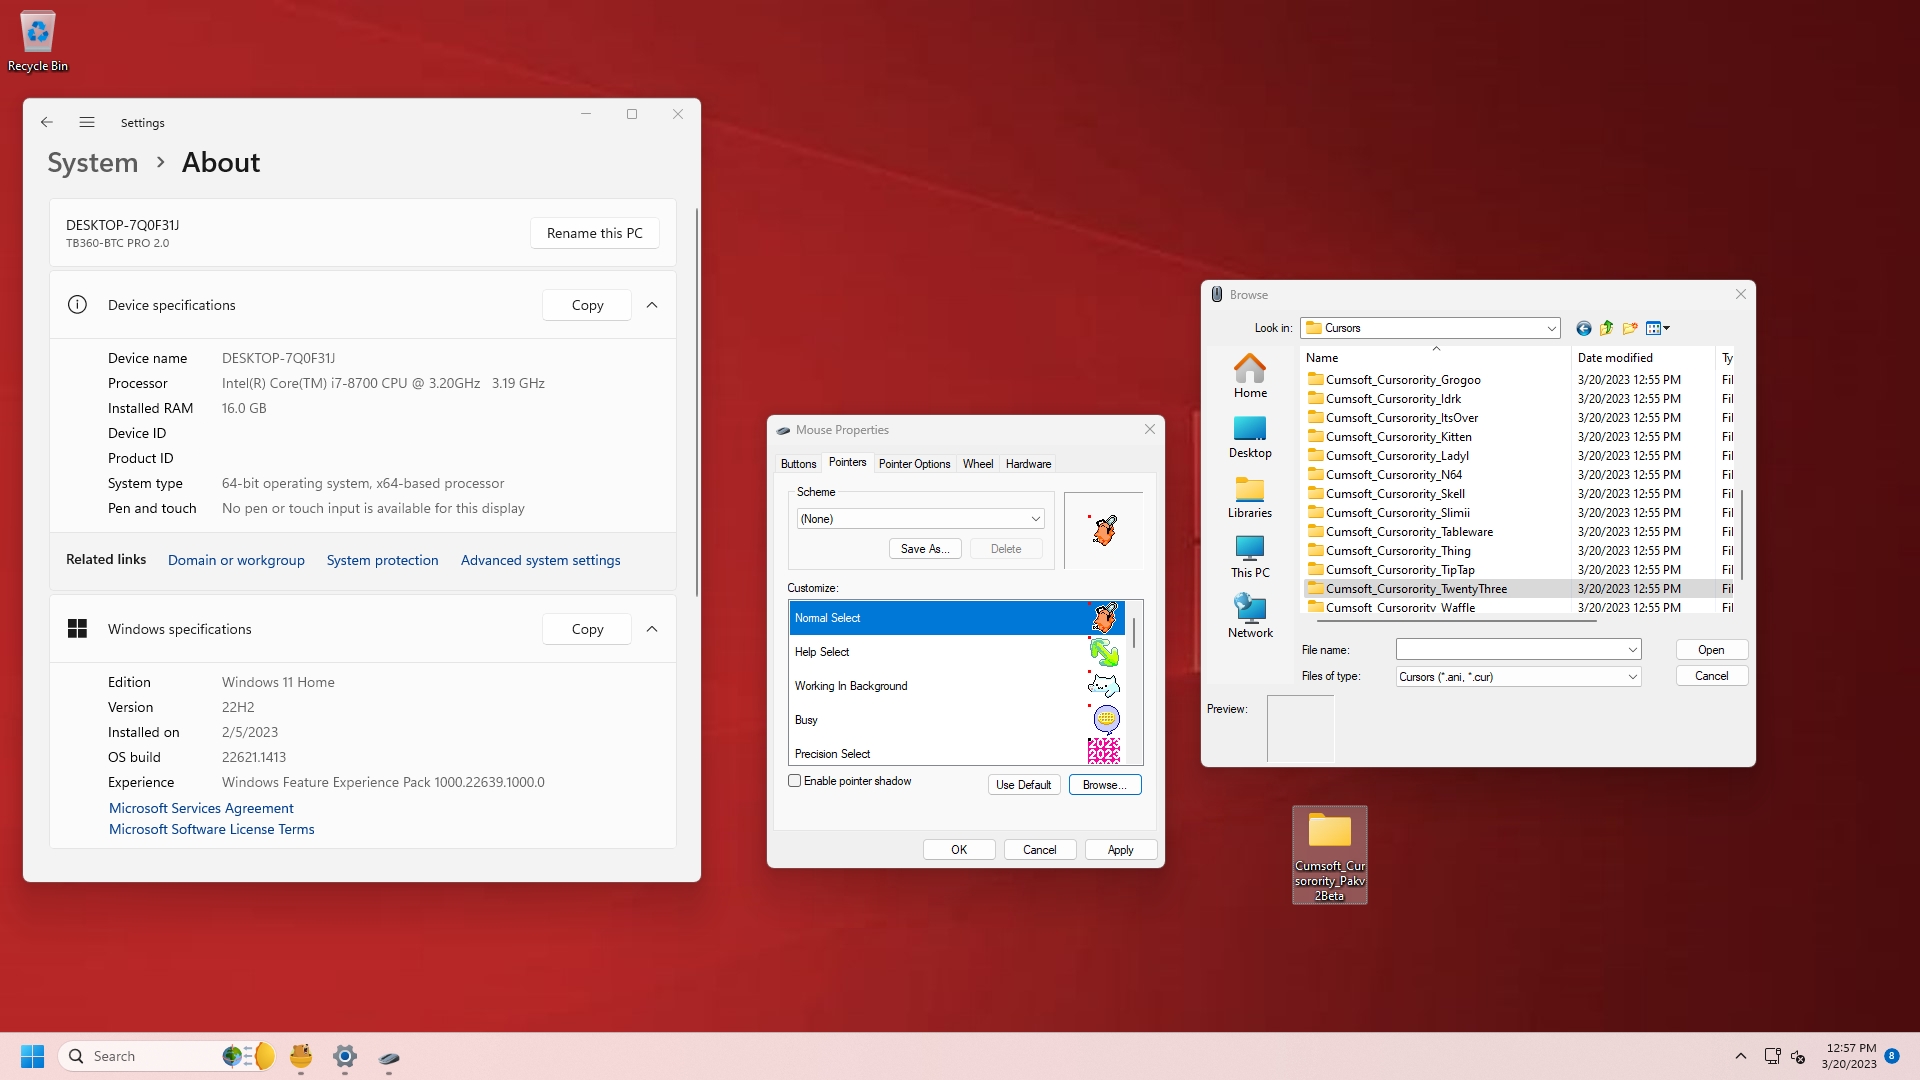 Recycle Bin
Settings
System > About
DESKTOP-7Q0F31J
TB360-BTC PRO 2.0
Rename this PC
Device specifications
Copy
Device name DESKTOP-7Q0F31J
Processor Intel(R) Core(TM) i7-8700 CPU @ 3.20GHz 3.19 GHz
Installed RAM 16.0 GB
Device ID
Product ID
System type 64-bit operating system, x64-based processor
Pen and touch No pen or touch input is available for this display
Related links Domain or workgroup System protection Advanced system settings
Windows specifications
Copy
Edition Windows 11 Home
Version 22H2
Installed on 2/5/2023
OS build 22621.1413
Experience Windows Feature Experience Pack 1000.22639.1000.0
Microsoft Services Agreement
Microsoft Software License Terms
Mouse Properties
Buttons Pointers Pointer Options Wheel Hardware
Scheme
(None)
Save As... Delete
Customize:
Normal Select
Help Select
Working In Background
Busy
Precision Select
2023
2023
Enable pointer shadow
Use Default Browse...
OK Cancel Apply
Browse
Look in: Cursors
Home
Desktop
Libraries
This PC
Network
Name Date modified Ty
Cumsoft_Cursorority_Grogoo 3/20/2023 12:55 PM Fil
Cumsoft_Cursorority_Idrk 3/20/2023 12:55 PM Fil
Cumsoft_Cursorority_ItsOver 3/20/2023 12:55 PM Fil
Cumsoft_Cursorority_Kitten 3/20/2023 12:55 PM Fil
Cumsoft_Cursorority_Ladyl 3/20/2023 12:55 PM Fil
Cumsoft_Cursorority_N64 3/20/2023 12:55 PM Fil
Cumsoft_Cursorority_Skell 3/20/2023 12:55 PM Fil
Cumsoft_Cursorority_Slimii 3/20/2023 12:55 PM Fil
Cumsoft_Cursorority_Tableware 3/20/2023 12:55 PM Fil
Cumsoft_Cursorority_Thing 3/20/2023 12:55 PM Fil
Cumsoft_Cursorority_TipTap 3/20/2023 12:55 PM Fil
Cumsoft_Cursorority_TwentyThree 3/20/2023 12:55 PM Fil
Cumsoft_Cursorority_Waffle 3/20/2023 12:55 PM Fil
File name:
Open
Files of type: Cursors (*.ani, *.cur)
Cancel
Preview:
Cumsoft_Cur
sorority_Pakv
2Beta
Search
12:57 PM
3/20/2023
8